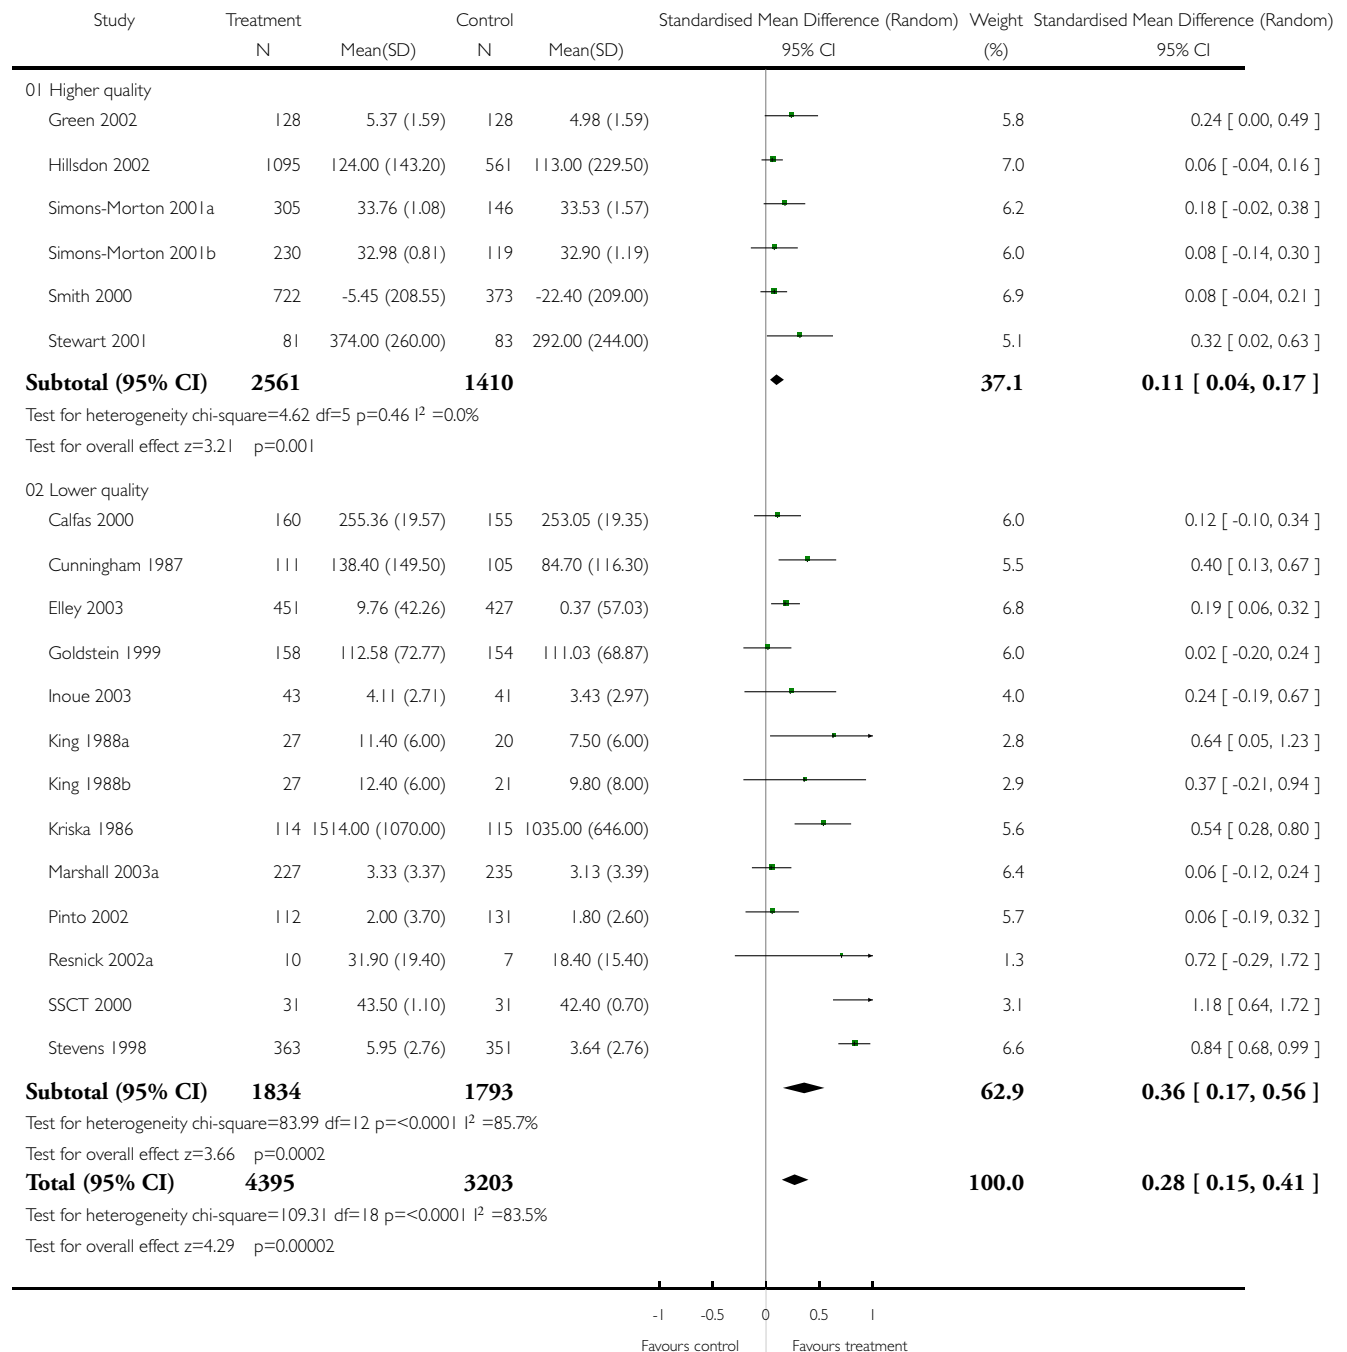 Study Treatment Control Standardised Mean Difference (Random) Weight Standardised Mean Difference (Random)
N Mean(SD) N Mean(SD) 95% CI (%) 95% CI
01 Higher quality
Green 2002 128 5.37 (1.59) 128 4.98 (1.59) 5.8 0.24 [ 0.00, 0.49 ]
Hillsdon 2002 1095 124.00 (143.20) 561 113.00 (229.50) 7.0 0.06 [ -0.04, 0.16 ]
Simons-Morton 2001a 305 33.76 (1.08) 146 33.53 (1.57) 6.2 0.18 [ -0.02, 0.38 ]
Simons-Morton 2001b 230 32.98 (0.81) 119 32.90 (1.19) 6.0 0.08 [ -0.14, 0.30 ]
Smith 2000 722 -5.45 (208.55) 373 -22.40 (209.00) 6.9 0.08 [ -0.04, 0.21 ]
Stewart 2001 81 374.00 (260.00) 83 292.00 (244.00) 5.1 0.32 [ 0.02, 0.63 ]
Subtotal (95% CI) 2561 1410 37.1 0.11 [ 0.04, 0.17 ]
Test for heterogeneity chi-square=4.62 df=5 p=0.46 I² =0.0%
Test for overall effect z=3.21 p=0.001
02 Lower quality
Calfas 2000 160 255.36 (19.57) 155 253.05 (19.35) 6.0 0.12 [ -0.10, 0.34 ]
Cunningham 1987 111 138.40 (149.50) 105 84.70 (116.30) 5.5 0.40 [ 0.13, 0.67 ]
Elley 2003 451 9.76 (42.26) 427 0.37 (57.03) 6.8 0.19 [ 0.06, 0.32 ]
Goldstein 1999 158 112.58 (72.77) 154 111.03 (68.87) 6.0 0.02 [ -0.20, 0.24 ]
Inoue 2003 43 4.11 (2.71) 41 3.43 (2.97) 4.0 0.24 [ -0.19, 0.67 ]
King 1988a 27 11.40 (6.00) 20 7.50 (6.00) 2.8 0.64 [ 0.05, 1.23 ]
King 1988b 27 12.40 (6.00) 21 9.80 (8.00) 2.9 0.37 [ -0.21, 0.94 ]
Kriska 1986 114 1514.00 (1070.00) 115 1035.00 (646.00) 5.6 0.54 [ 0.28, 0.80 ]
Marshall 2003a 227 3.33 (3.37) 235 3.13 (3.39) 6.4 0.06 [ -0.12, 0.24 ]
Pinto 2002 112 2.00 (3.70) 131 1.80 (2.60) 5.7 0.06 [ -0.19, 0.32 ]
Resnick 2002a 10 31.90 (19.40) 7 18.40 (15.40) 1.3 0.72 [ -0.29, 1.72 ]
SSCT 2000 31 43.50 (1.10) 31 42.40 (0.70) 3.1 1.18 [ 0.64, 1.72 ]
Stevens 1998 363 5.95 (2.76) 351 3.64 (2.76) 6.6 0.84 [ 0.68, 0.99 ]
Subtotal (95% CI) 1834 1793 62.9 0.36 [ 0.17, 0.56 ]
Test for heterogeneity chi-square=83.99 df=12 p=<0.0001 I² =85.7%
Test for overall effect z=3.66 p=0.0002
Total (95% CI) 4395 3203 100.0 0.28 [ 0.15, 0.41 ]
Test for heterogeneity chi-square=109.31 df=18 p=<0.0001 I² =83.5%
Test for overall effect z=4.29 p=0.00002
-1 -0.5 0 0.5 1
Favours control Favours treatment